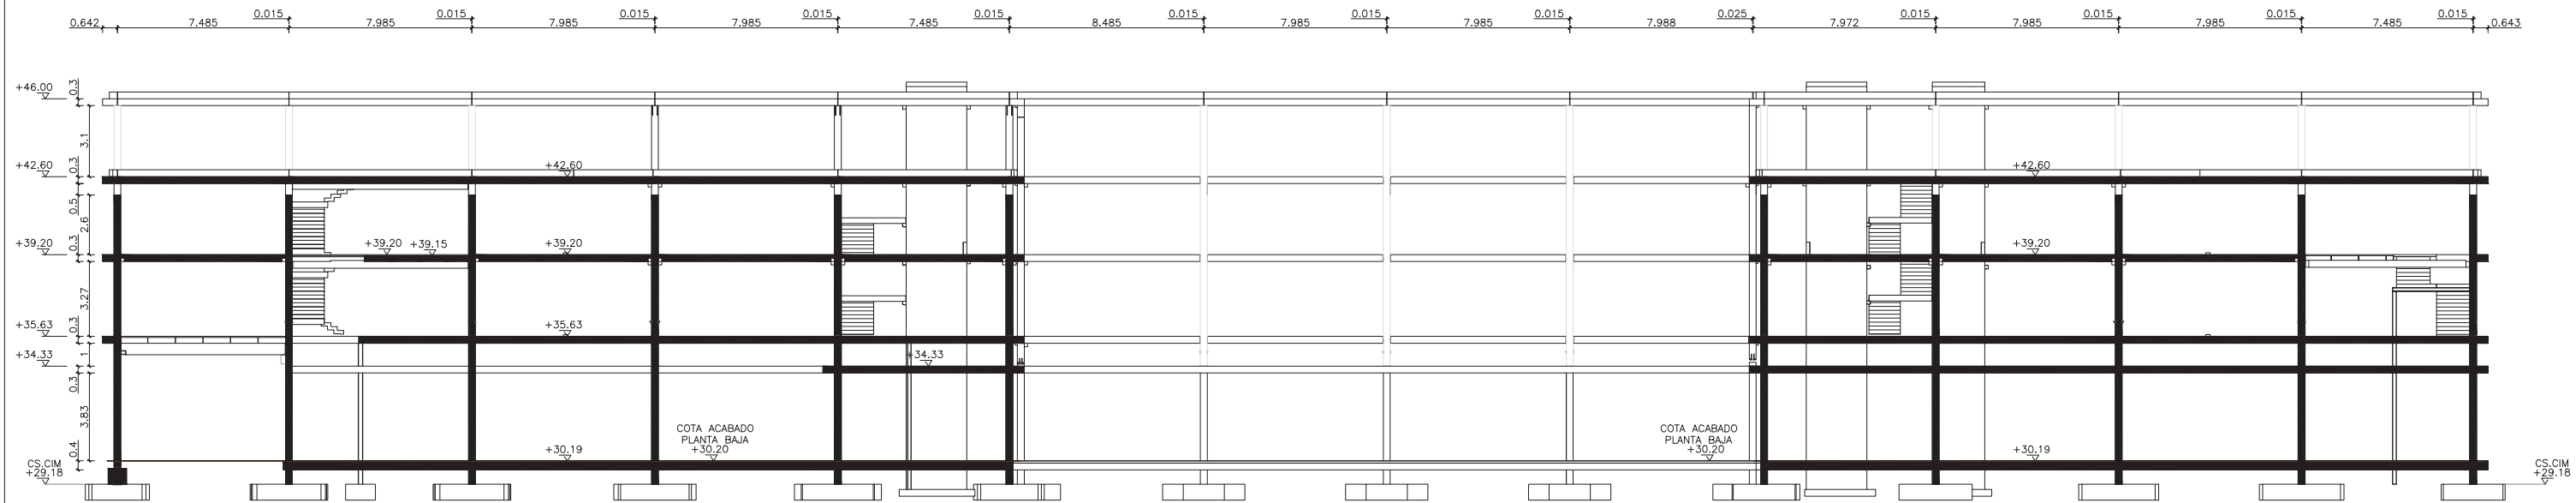 0.642 7.485 0.015 7.985 0.015 7.985 0.015 7.985 0.015 7.485 0.015 8.485 0.015 7.985 0.015 7.985 0.015 7.988 0.025 7.972 0.015 7.985 0.015 7.985 0.015 7.485 0.015 0.643
+46.00 0.3
3.1
+42.60 0.3 +42.60 +42.60
0.5
2.6
+39.20 0.3 +39.20 +39.15 +39.20 +39.20
3.27
+35.63 0.3 +35.63
1
+34.33 +34.33
0.3
3.83
COTA ACABADO
PLANTA BAJA
+30.20
COTA ACABADO
PLANTA BAJA
+30.20
0.4 +30.19 +30.19
CS.CIM
+29.18
CS.CIM
+29.18